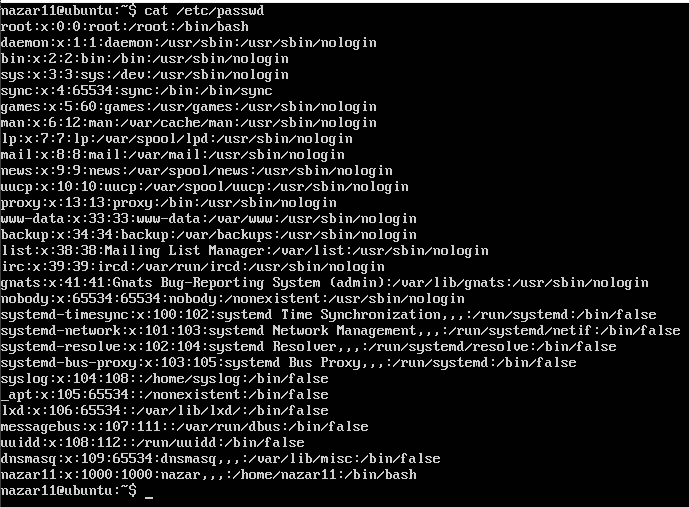 nazar11@ubuntu:~$ cat /etc/passwd
root:x:0:0:root:/root:/bin/bash
daemon:x:1:1:daemon:/usr/sbin:/usr/sbin/nologin
bin:x:2:2:bin:/bin:/usr/sbin/nologin
sys:x:3:3:sys:/dev:/usr/sbin/nologin
sync:x:4:65534:sync:/bin:/bin/sync
games:x:5:60:games:/usr/games:/usr/sbin/nologin
man:x:6:12:man:/var/cache/man:/usr/sbin/nologin
lp:x:7:7:lp:/var/spool/lpd:/usr/sbin/nologin
mail:x:8:8:mail:/var/mail:/usr/sbin/nologin
news:x:9:9:news:/var/spool/news:/usr/sbin/nologin
uucp:x:10:10:uucp:/var/spool/uucp:/usr/sbin/nologin
proxy:x:13:13:proxy:/bin:/usr/sbin/nologin
www-data:x:33:33:www-data:/var/www:/usr/sbin/nologin
backup:x:34:34:backup:/var/backups:/usr/sbin/nologin
list:x:38:38:Mailing List Manager:/var/list:/usr/sbin/nologin
irc:x:39:39:ircd:/var/run/ircd:/usr/sbin/nologin
gnats:x:41:41:Gnats Bug-Reporting System (admin):/var/lib/gnats:/usr/sbin/nologin
nobody:x:65534:65534:nobody:/nonexistent:/usr/sbin/nologin
systemd-timesync:x:100:102:systemd Time Synchronization,,,:/run/systemd:/bin/false
systemd-network:x:101:103:systemd Network Management,,,:/run/systemd/netif:/bin/false
systemd-resolve:x:102:104:systemd Resolver,,,:/run/systemd/resolve:/bin/false
systemd-bus-proxy:x:103:105:systemd Bus Proxy,,,:/run/systemd:/bin/false
syslog:x:104:108::/home/syslog:/bin/false
_apt:x:105:65534::/nonexistent:/bin/false
lxd:x:106:65534::/var/lib/lxd/:/bin/false
messagebus:x:107:111::/var/run/dbus:/bin/false
uuidd:x:108:112::/run/uuidd:/bin/false
dnsmasq:x:109:65534:dnsmasq,,,:/var/lib/misc:/bin/false
nazar11:x:1000:1000:nazar,,,:/home/nazar11:/bin/bash
nazar11@ubuntu:~$ _